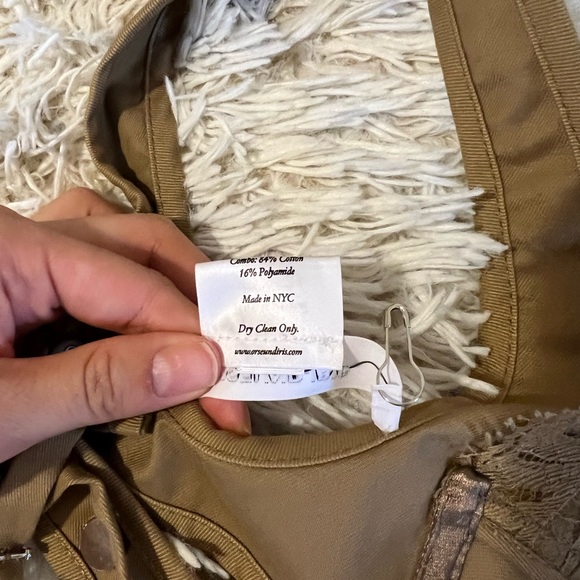 Combo: 84% Cotton
16% Polyamide
Made in NYC
Dry Clean Only.
www.orseundiris.com